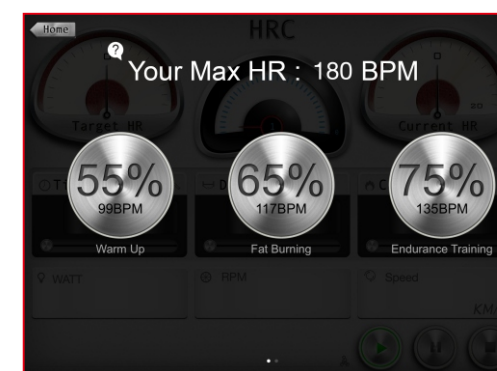 Home
HRC
? Your Max HR : 180 BPM
Target HR
Current HR
20
55%
99BPM
Warm Up
65%
117BPM
Fat Burning
75%
135BPM
Endurance Training
WATT
RPM
Speed